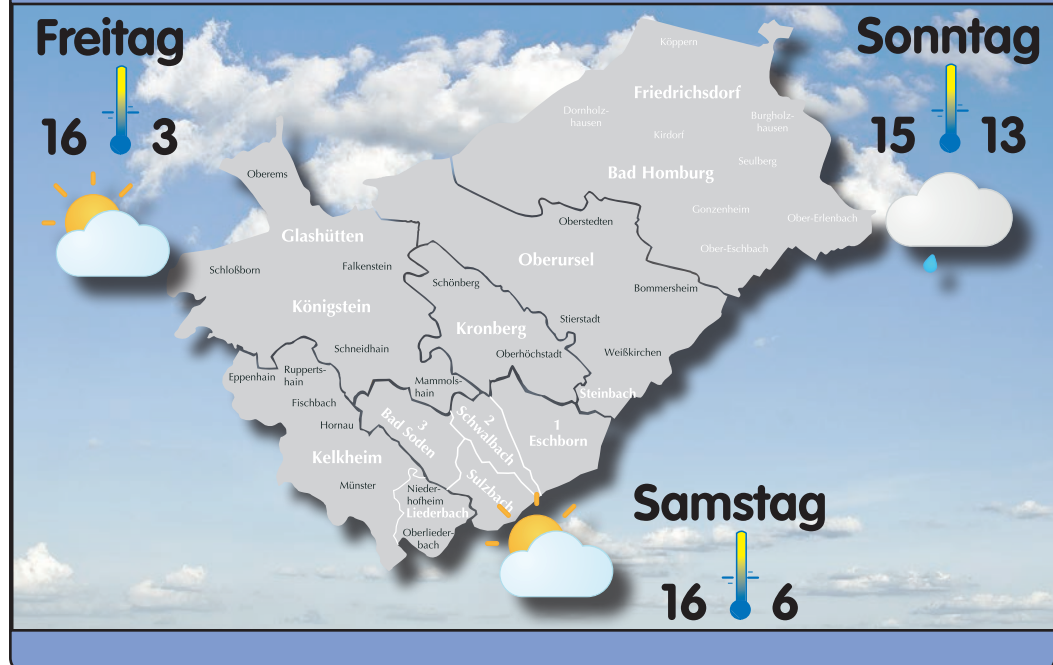 Freitag
16 3
Sonntag
15 13
Köppern
Friedrichsdorf
Dornholz-
hausen
Burgholz-
hausen
Kirdorf
Seulberg
Bad Homburg
Oberems
Gonzenheim
Ober-Erlenbach
Oberstedten
Glashütten
Ober-Eschbach
Oberursel
Schloßborn
Falkenstein
Schönberg
Bommersheim
Königstein
Stierstadt
Kronberg
Schneidhain
Oberhöchstadt
Weißkirchen
Eppenhain
Rupperts-
hain
Mammols-
hain
Steinbach
Fischbach
Hornau
3
Bad Soden
2
Schwalbach
1
Eschborn
Kelkheim
Münster
Sulzbach
Nieder-
hofheim
Liederbach
Oberlieder-
bach
Samstag
16 6